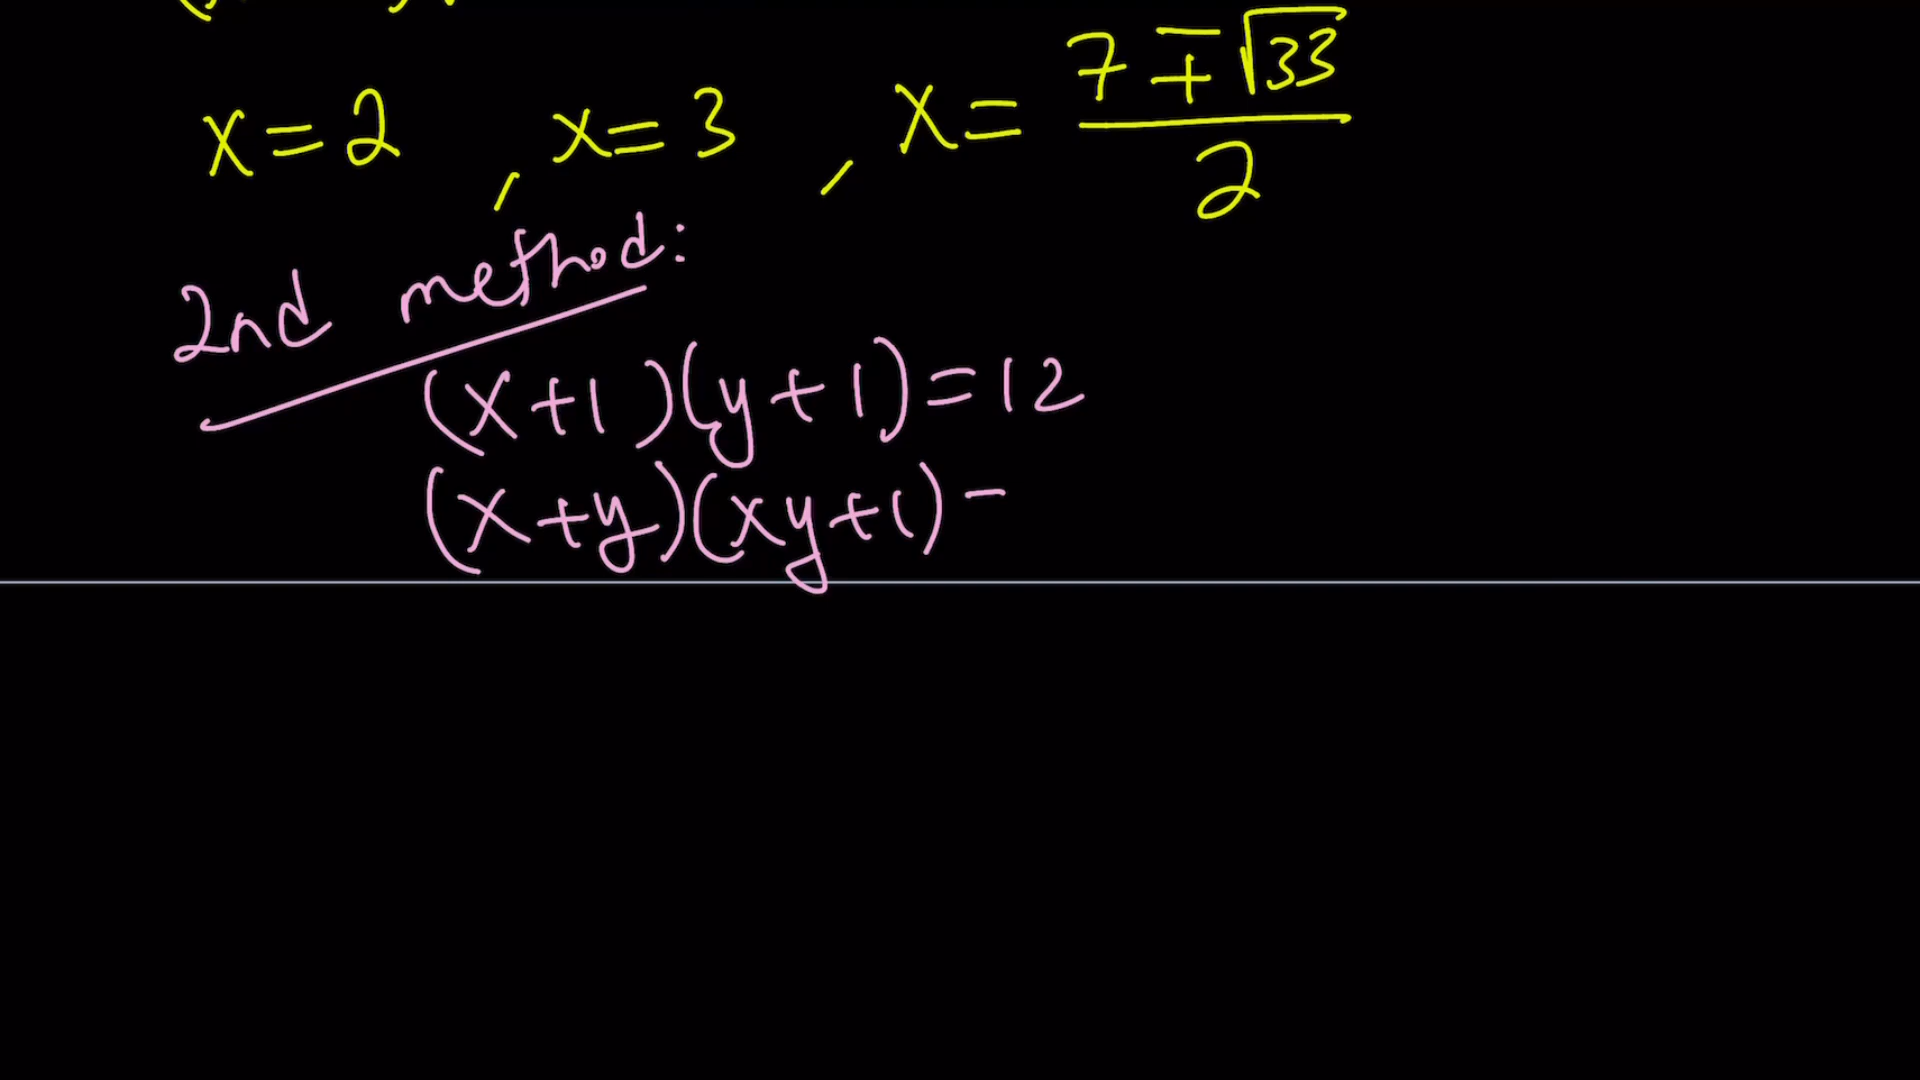 x=2 , x=3 , x= (7 ∓ √33)/2
2nd method:
(x+1)(y+1)=12
(x+y)(xy+1) -